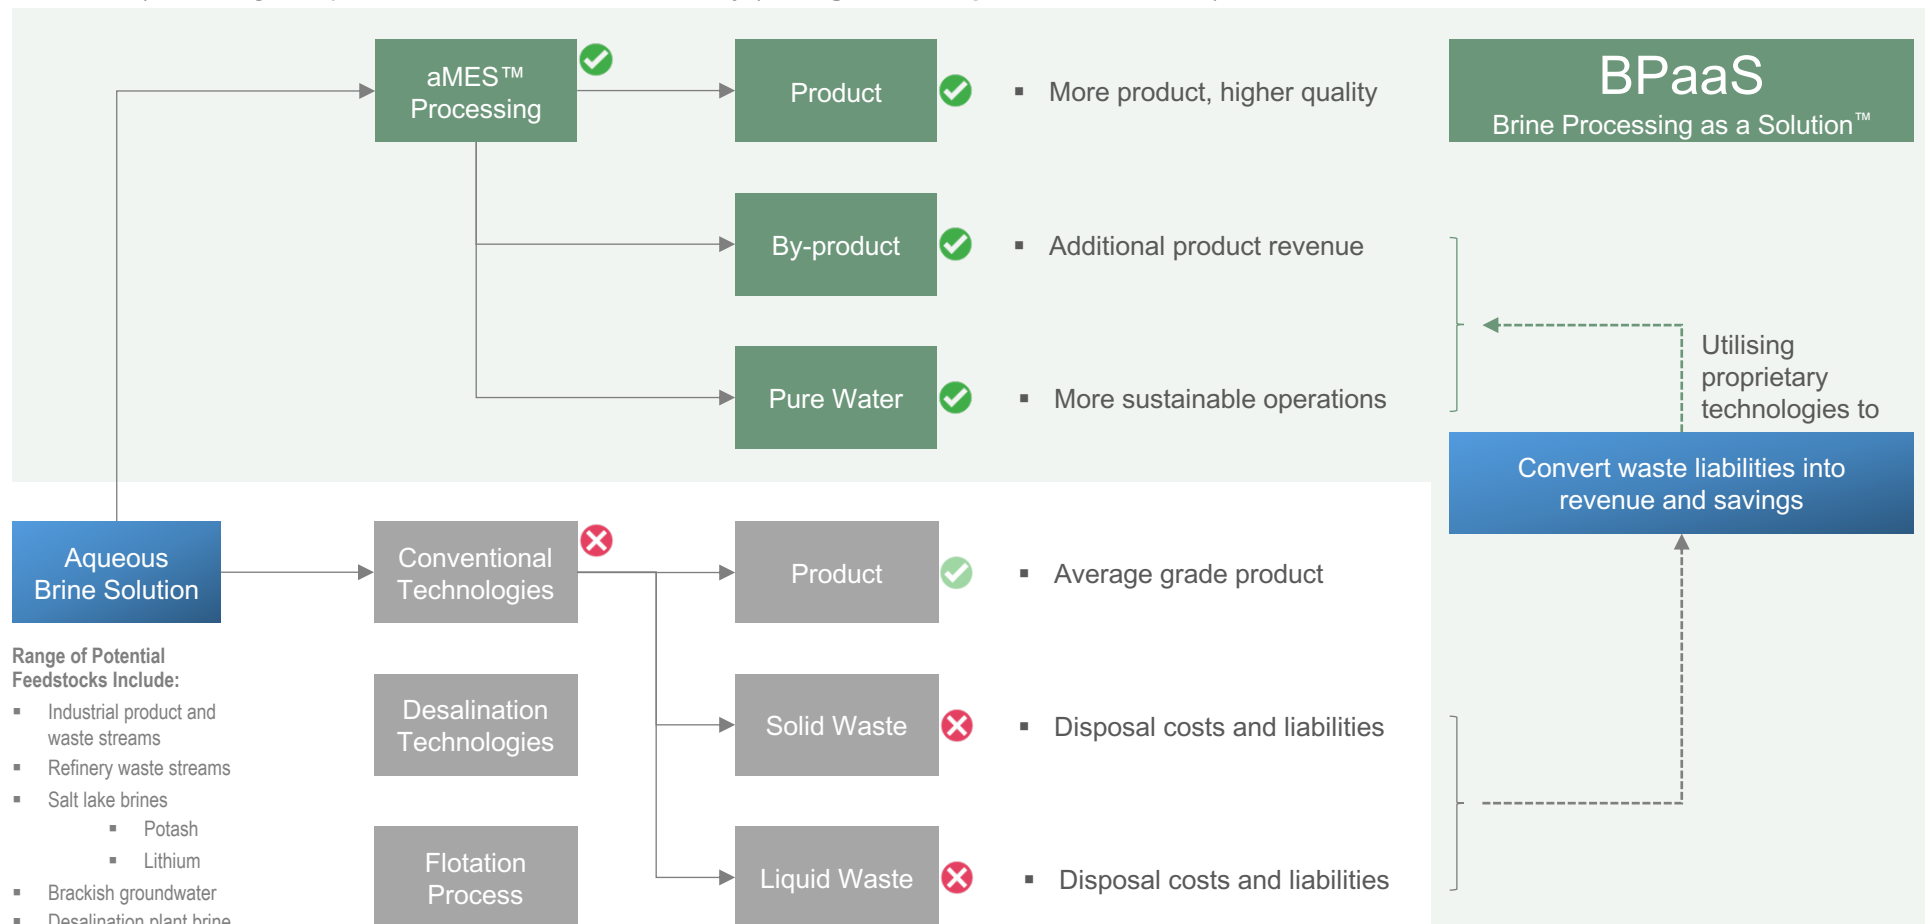 aMES™
Processing
Product
▪ More product, higher quality
BPaaS
Brine Processing as a Solution™
By-product
▪ Additional product revenue
Pure Water
▪ More sustainable operations
Utilising
proprietary
technologies to
Convert waste liabilities into
revenue and savings
Aqueous
Brine Solution
Conventional
Technologies
Product
▪ Average grade product
Range of Potential
Feedstocks Include:
▪ Industrial product and
waste streams
▪ Refinery waste streams
▪ Salt lake brines
▪ Potash
▪ Lithium
▪ Brackish groundwater
▪ Desalination plant brine
Desalination
Technologies
Solid Waste
▪ Disposal costs and liabilities
Flotation
Process
Liquid Waste
▪ Disposal costs and liabilities